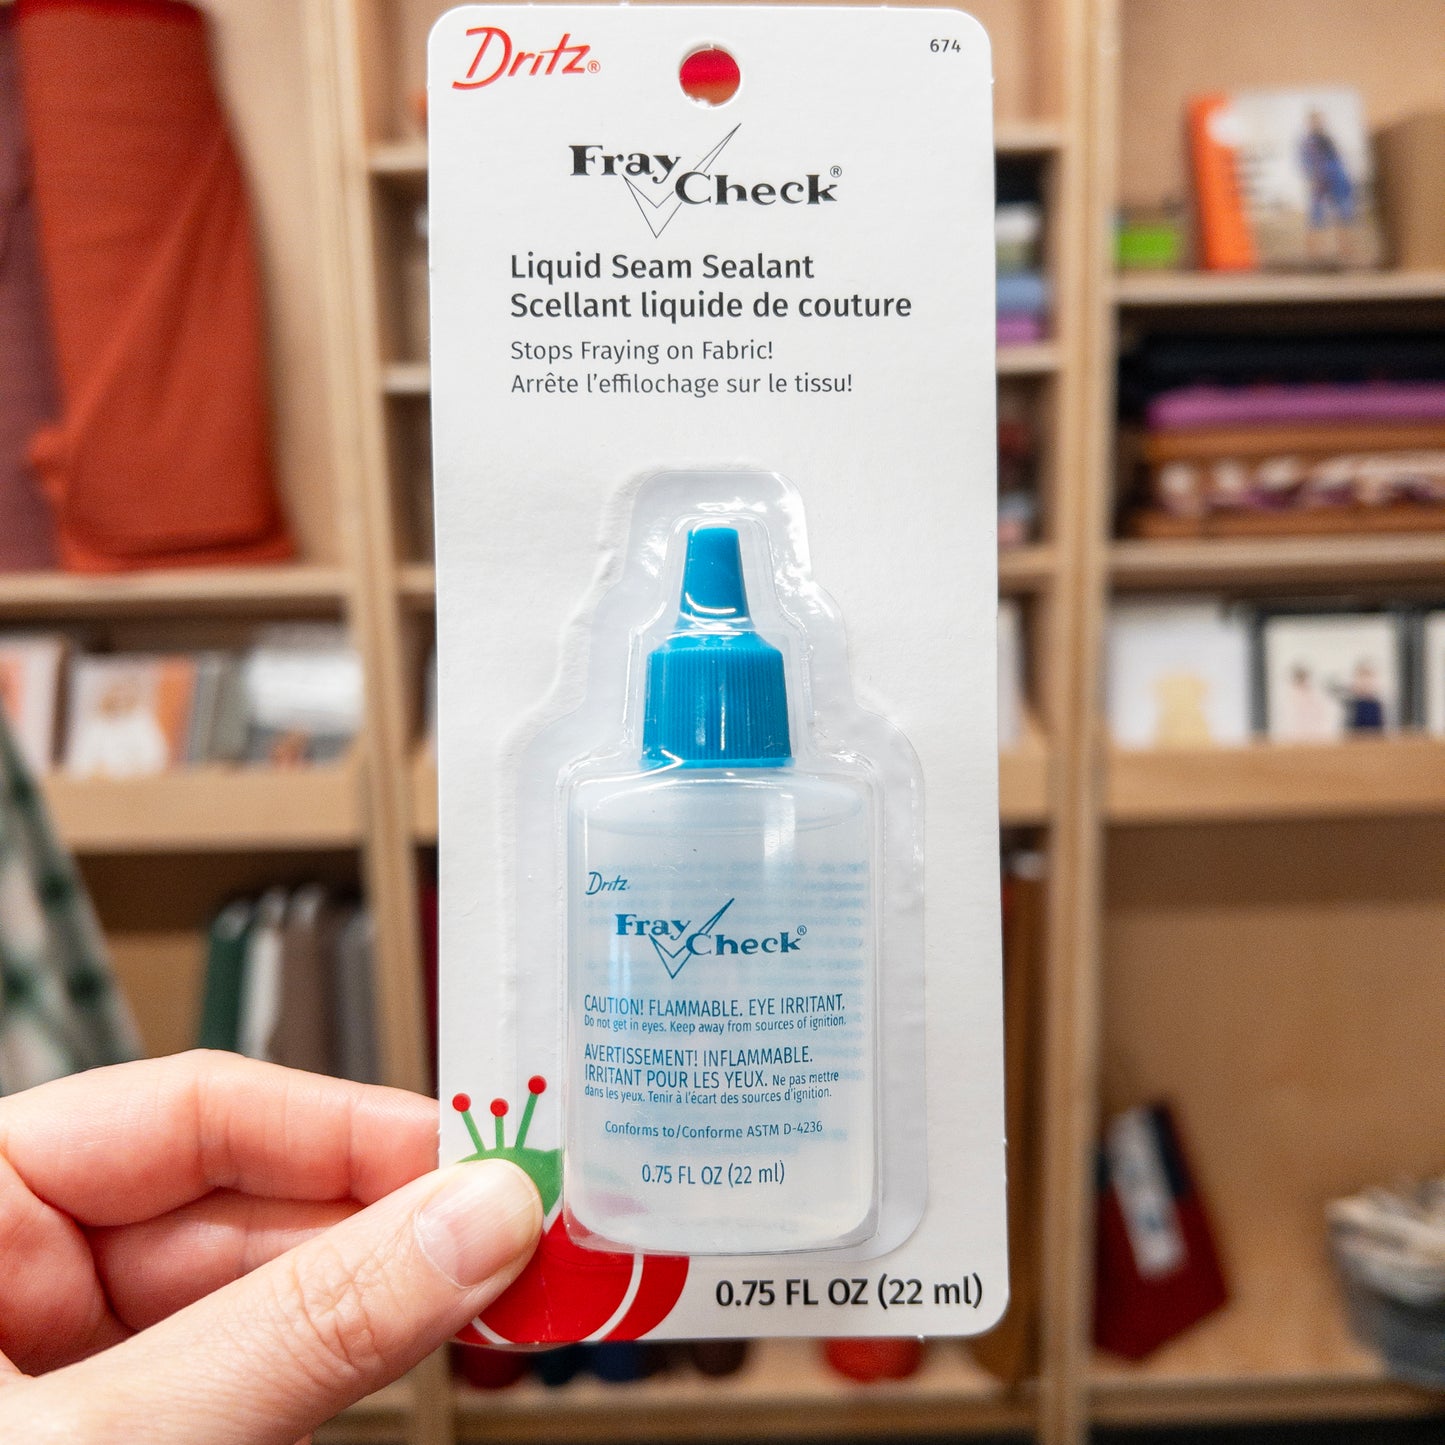 Dritz®
674
Fray Check®
Liquid Seam Sealant
Scellant liquide de couture
Stops Fraying on Fabric!
Arrête l'effilochage sur le tissu!
Dritz.
Fray Check®
CAUTION! FLAMMABLE. EYE IRRITANT.
Do not get in eyes. Keep away from sources of ignition.
AVERTISSEMENT! INFLAMMABLE.
IRRITANT POUR LES YEUX. Ne pas mettre
dans les yeux. Tenir à l'écart des sources d'ignition.
Conforms to/Conforme ASTM D-4236
0.75 FL OZ (22 ml)
0.75 FL OZ (22 ml)